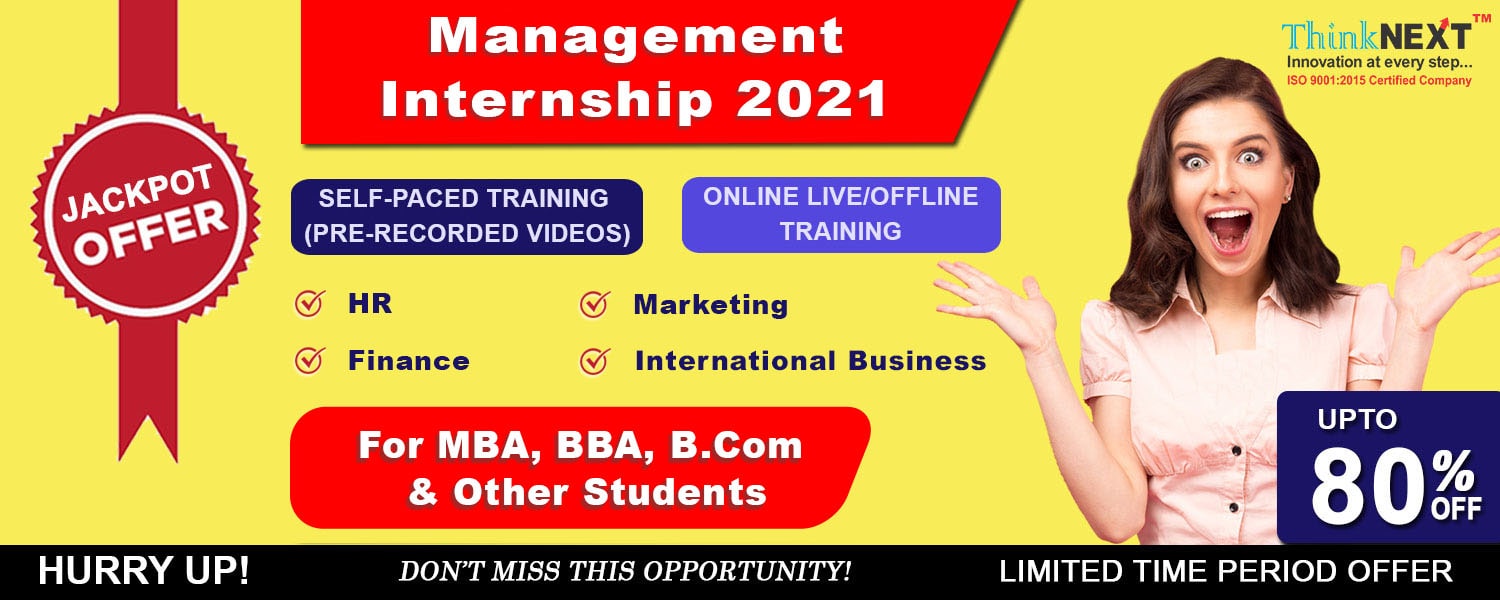 Management
Internship 2021
ThinkNEXT™
Innovation at every step...
ISO 9001:2015 Certified Company
JACKPOT
OFFER
SELF-PACED TRAINING
(PRE-RECORDED VIDEOS)
ONLINE LIVE/OFFLINE
TRAINING
HR
Marketing
Finance
International Business
For MBA, BBA, B.Com
& Other Students
UPTO
80% OFF
HURRY UP!
DON'T MISS THIS OPPORTUNITY!
LIMITED TIME PERIOD OFFER